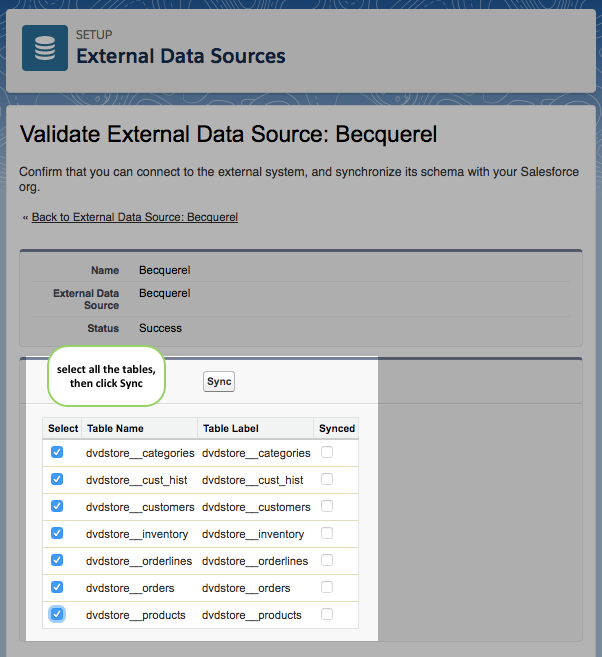 SETUP
External Data Sources
Validate External Data Source: Becquerel
Confirm that you can connect to the external system, and synchronize its schema with your Salesforce
org.
« Back to External Data Source: Becquerel
Name Becquerel
External Data Becquerel
Source
Status Success
select all the tables,
then click Sync
Sync
Select Table Name Table Label Synced
dvdstore__categories dvdstore__categories
dvdstore__cust_hist dvdstore__cust_hist
dvdstore__customers dvdstore__customers
dvdstore__inventory dvdstore__inventory
dvdstore__orderlines dvdstore__orderlines
dvdstore__orders dvdstore__orders
dvdstore__products dvdstore__products